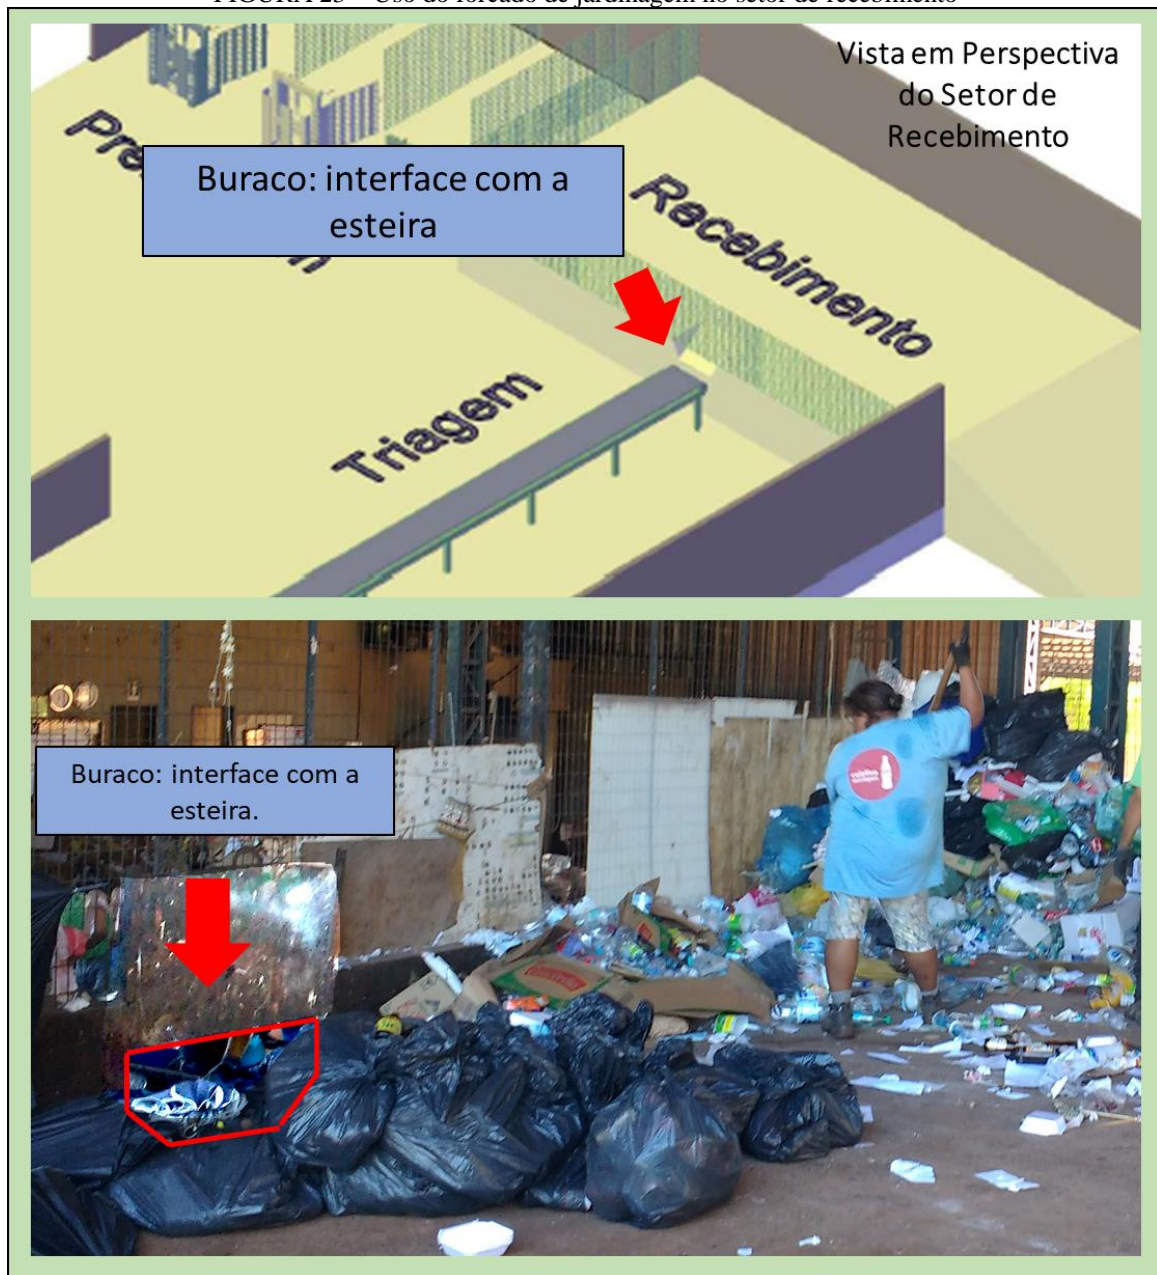 Vista em Perspectiva
do Setor de
Recebimento
Buraco: interface com a
esteira
Recebimento
Triagem
Buraco: interface com a
esteira.